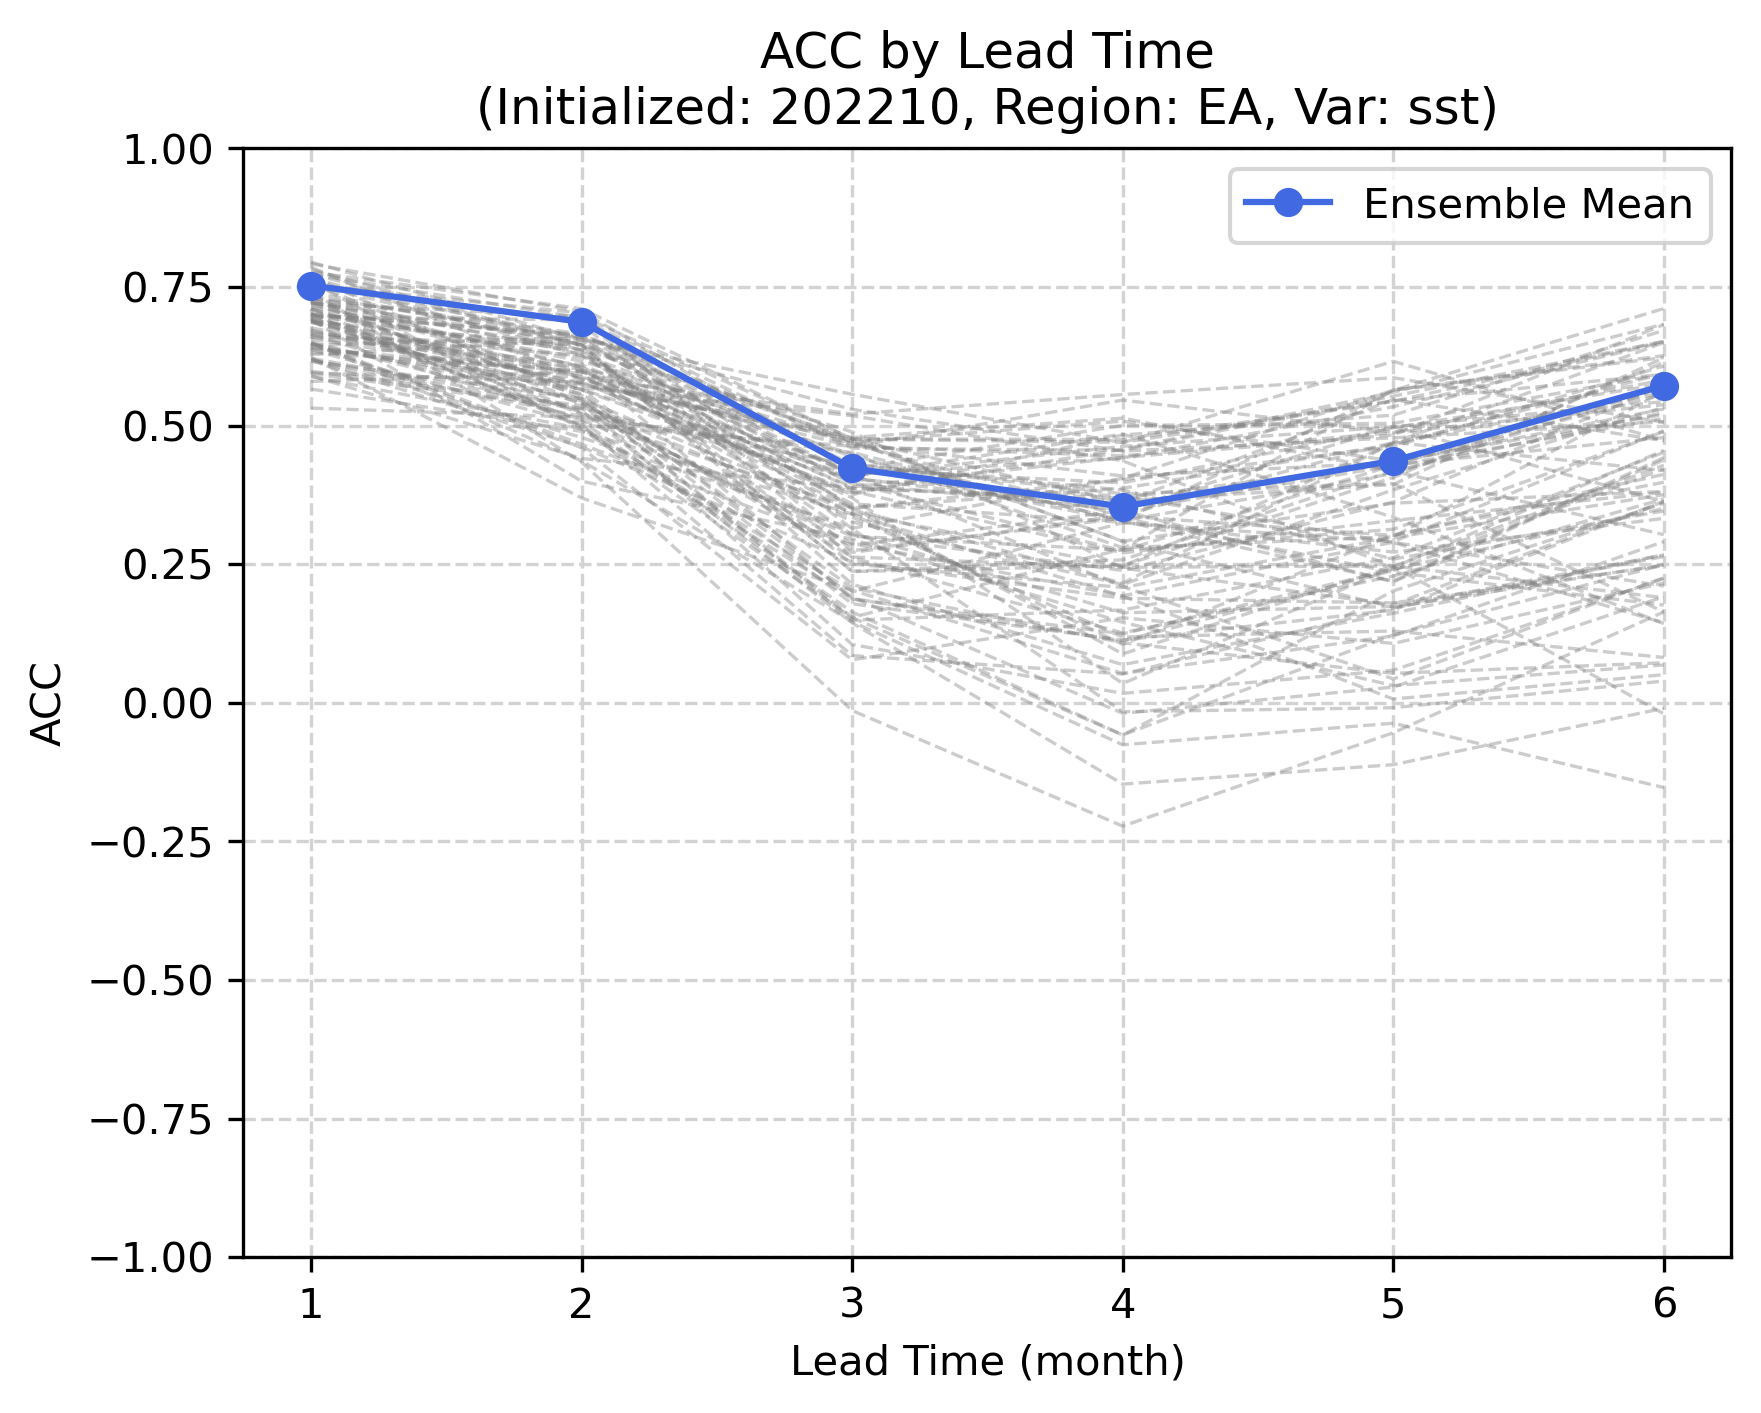 ACC by Lead Time
(Initialized: 202210, Region: EA, Var: sst)
Ensemble Mean
1.00
0.75
0.50
0.25
0.00
−0.25
−0.50
−0.75
−1.00
ACC
1 2 3 4 5 6
Lead Time (month)